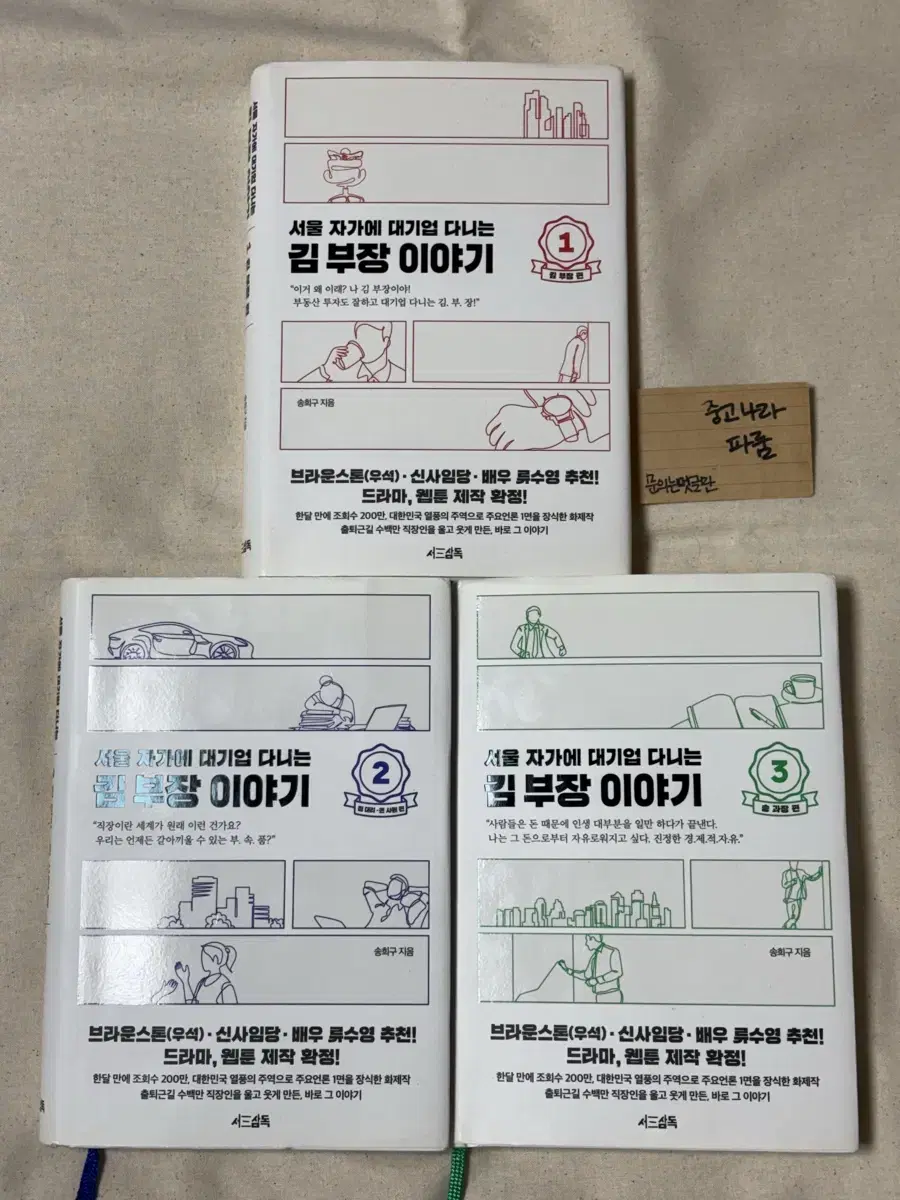 서울 자가에 대기업 다니는
김 부장 이야기
1
김 부장 편
"이거 왜 이래? 나 김 부장이야!
부동산 투자도 잘하고 대기업 다니는 김. 부. 장!"
송희구 지음
브라운스톤(우석)·신사임당·배우 류수영 추천!
드라마, 웹툰 제작 확정!
한달 만에 조회수 200만, 대한민국 열풍의 주역으로 주요언론 1면을 장식한 화제작
출퇴근길 수백만 직장인을 울고 웃게 만든, 바로 그 이야기
서삼독
중고나라
파룸
서울 자가에 대기업 다니는
김 부장 이야기
2
정 대리·권 사원 편
"직장이란 세계가 원래 이런 건가요?
우리는 언제든 갈아끼울 수 있는 부. 속. 품?"
송희구 지음
브라운스톤(우석)·신사임당·배우 류수영 추천!
드라마, 웹툰 제작 확정!
한달 만에 조회수 200만, 대한민국 열풍의 주역으로 주요언론 1면을 장식한 화제작
출퇴근길 수백만 직장인을 울고 웃게 만든, 바로 그 이야기
서삼독
서울 자가에 대기업 다니는
김 부장 이야기
3
송 과장 편
"사람들은 돈 때문에 인생 대부분을 일만 하다가 끝낸다.
나는 그 돈으로부터 자유로워지고 싶다. 진정한 경.제.적.자.유."
송희구 지음
브라운스톤(우석)·신사임당·배우 류수영 추천!
드라마, 웹툰 제작 확정!
한달 만에 조회수 200만, 대한민국 열풍의 주역으로 주요언론 1면을 장식한 화제작
출퇴근길 수백만 직장인을 울고 웃게 만든, 바로 그 이야기
서삼독